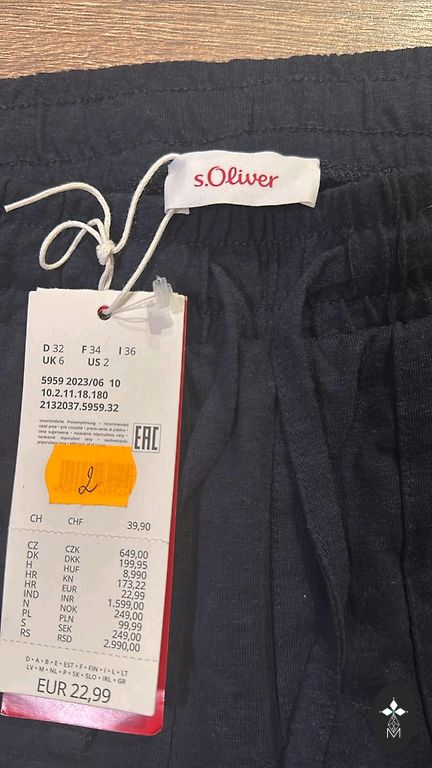 s.Oliver
D 32 F 34 I 36
UK 6 US 2
5959 2023/06 10
10.2.11.18.180
2132037.5959.32
unverbindliche Preisempfehlung • recommended
EAC
2
CH CHF 39,90
CZ CZK 649,00
DK DKK 199,95
H HUF 8,990
HR KN 173,22
HR EUR 22,99
IND INR 1.599,00
N NOK 249,00
PL PLN 99,99
S SEK 249,00
RS RSD 2.990,00
D • A • B • E • EST • F • FIN • I • L • LT
LV • M • NL • P • SK • SLO • IRL • GR
EUR 22,99
M